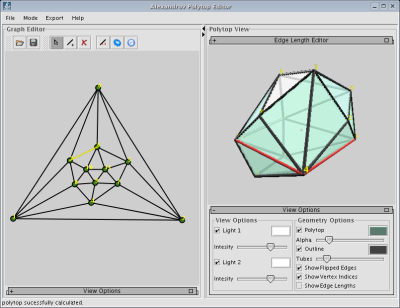 Alexandrov Polytop Editor
File Mode Export Help
Graph Editor
Polytop View
Edge Length Editor
View Options
View Options
View Options
Geometry Options
Light 1
Polytop
Intesity
Alpha
Outline
Light 2
Tubes
ShowFlipped Edges
Intesity
ShowVertex Indices
ShowEdge Lengths
polytop sucessfully calculated.